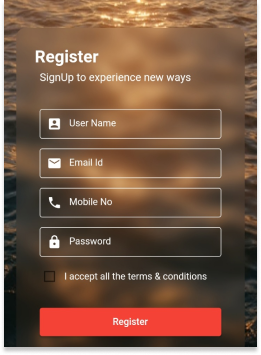 Register
SignUp to experience new ways
User Name
Email Id
Mobile No
Password
I accept all the terms & conditions
Register